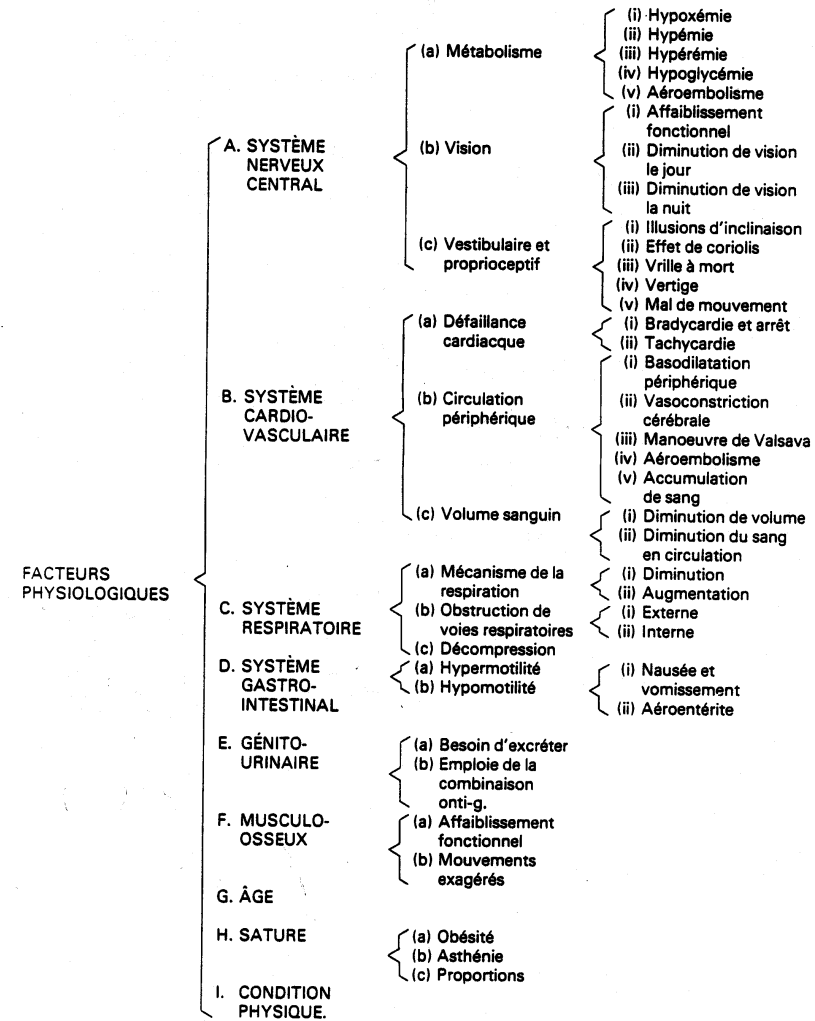 FACTEURS
PHYSIOLOGIQUES
A. SYSTÈME
NERVEUX
CENTRAL
(a) Métabolisme
(i) Hypoxémie
(ii) Hypémie
(iii) Hypérémie
(iv) Hypoglycémie
(v) Aéroembolisme
(b) Vision
(i) Affaiblissement
fonctionnel
(ii) Diminution de vision
le jour
(iii) Diminution de vision
la nuit
(c) Vestibulaire et
proprioceptif
(i) Illusions d'inclinaison
(ii) Effet de coriolis
(iii) Vrille à mort
(iv) Vertige
(v) Mal de mouvement
B. SYSTÈME
CARDIO-
VASCULAIRE
(a) Défaillance
cardiacque
(i) Bradycardie et arrêt
(ii) Tachycardie
(b) Circulation
périphérique
(i) Basodilatation
périphérique
(ii) Vasoconstriction
cérébrale
(iii) Manoeuvre de Valsava
(iv) Aéroembolisme
(v) Accumulation
de sang
(c) Volume sanguin
(i) Diminution de volume
(ii) Diminution du sang
en circulation
C. SYSTÈME
RESPIRATOIRE
(a) Mécanisme de la
respiration
(i) Diminution
(ii) Augmentation
(b) Obstruction de
voies respiratoires
(i) Externe
(ii) Interne
(c) Décompression
D. SYSTÈME
GASTRO-
INTESTINAL
(a) Hypermotilité
(b) Hypomotilité
(i) Nausée et
vomissement
(ii) Aéroentérite
E. GÉNITO-
URINAIRE
(a) Besoin d'excréter
(b) Emploie de la
combinaison
onti-g.
F. MUSCULO-
OSSEUX
(a) Affaiblissement
fonctionnel
(b) Mouvements
exagérés
G. ÂGE
H. SATURE
(a) Obésité
(b) Asthénie
(c) Proportions
I. CONDITION
PHYSIQUE.